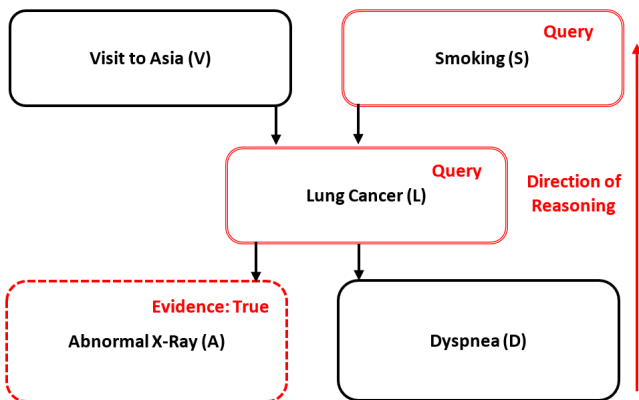 Query
Visit to Asia (V)
Smoking (S)
Query
Lung Cancer (L)
Direction of
Reasoning
Evidence: True
Abnormal X-Ray (A)
Dyspnea (D)